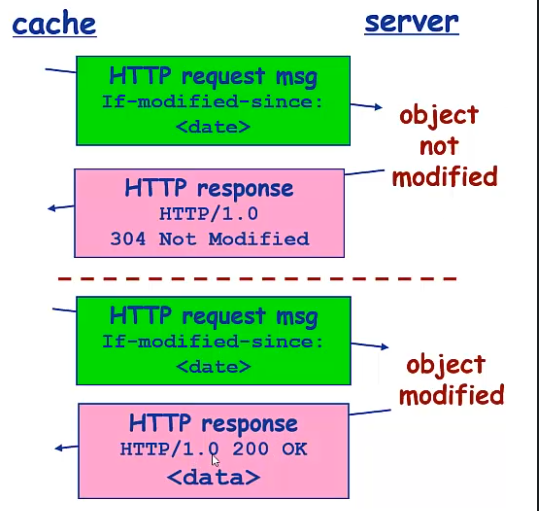 cache
server
HTTP request msg
If-modified-since:
<date>
object
not
modified
HTTP response
HTTP/1.0
304 Not Modified
HTTP request msg
If-modified-since:
<date>
object
modified
HTTP response
HTTP/1.0 200 OK
<data>